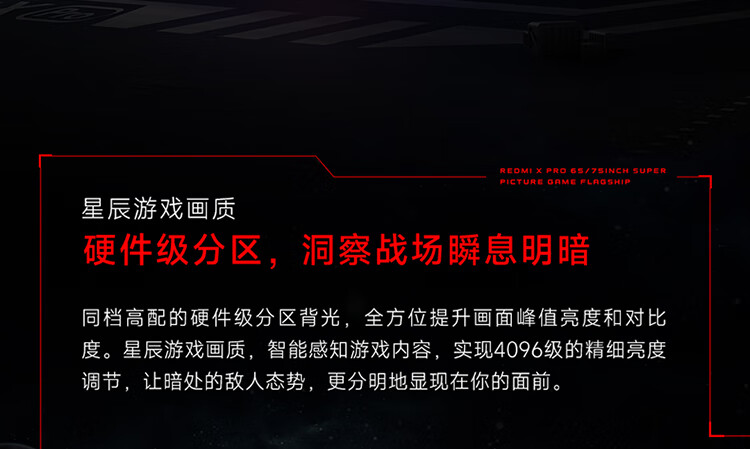 Pro
REDMI X PRO 65/75INCH SUPER
PICTURE GAME FLAGSHIP
星辰游戏画质
硬件级分区，洞察战场瞬息明暗
同档高配的硬件级分区背光，全方位提升画面峰值亮度和对比
度。星辰游戏画质，智能感知游戏内容，实现4096级的精细亮度
调节，让暗处的敌人态势，更分明地显现在你的面前。